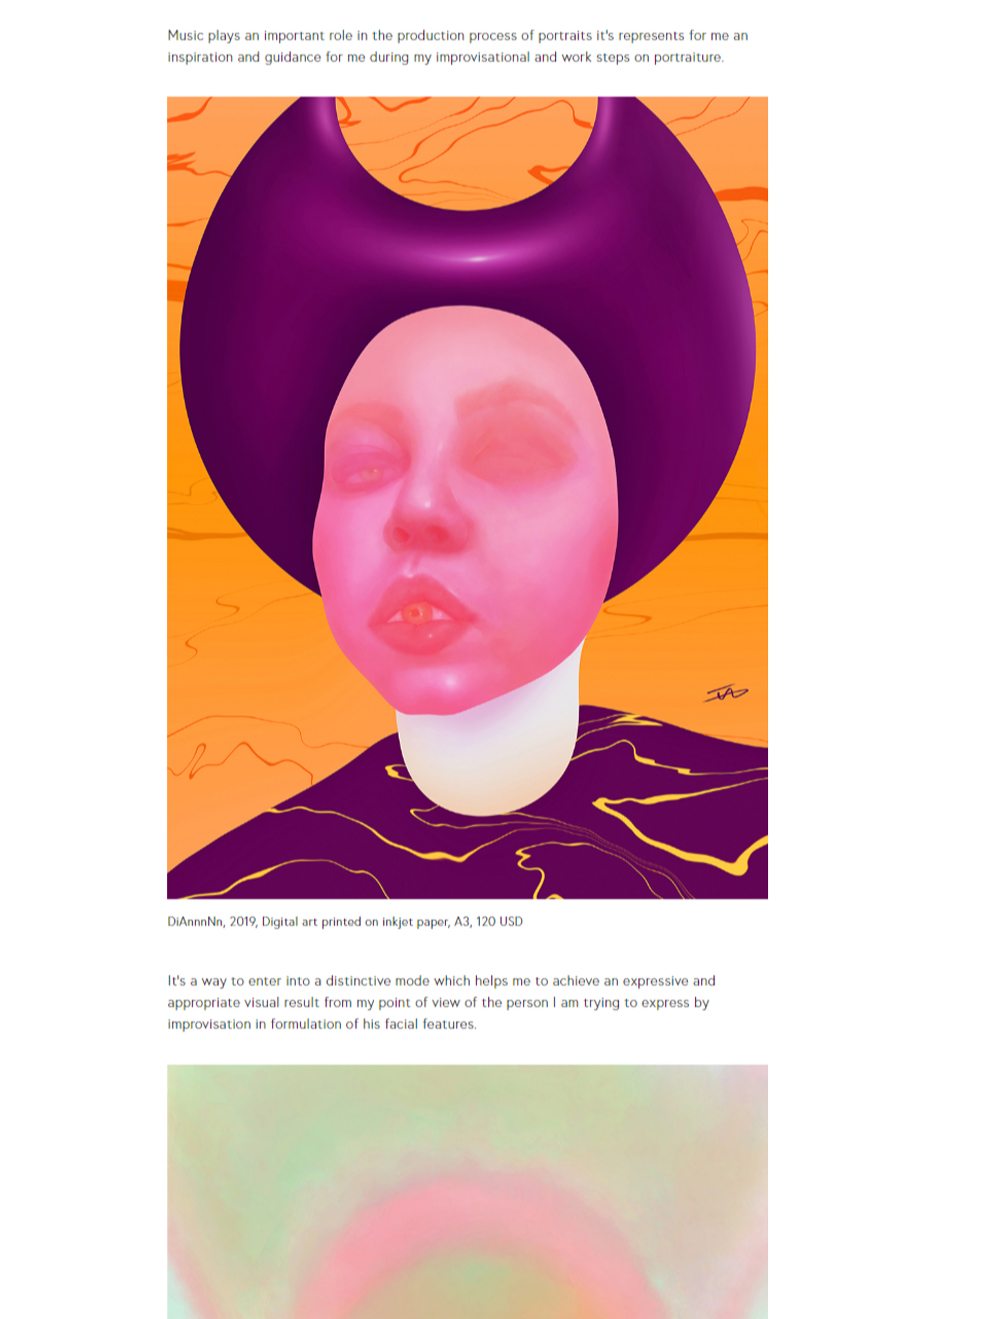 Music plays an important role in the production process of portraits it's represents for me an
inspiration and guidance for me during my improvisational and work steps on portraiture.
DiAnnnNn, 2019, Digital art printed on inkjet paper, A3, 120 USD
It's a way to enter into a distinctive mode which helps me to achieve an expressive and
appropriate visual result from my point of view of the person I am trying to express by
improvisation in formulation of his facial features.